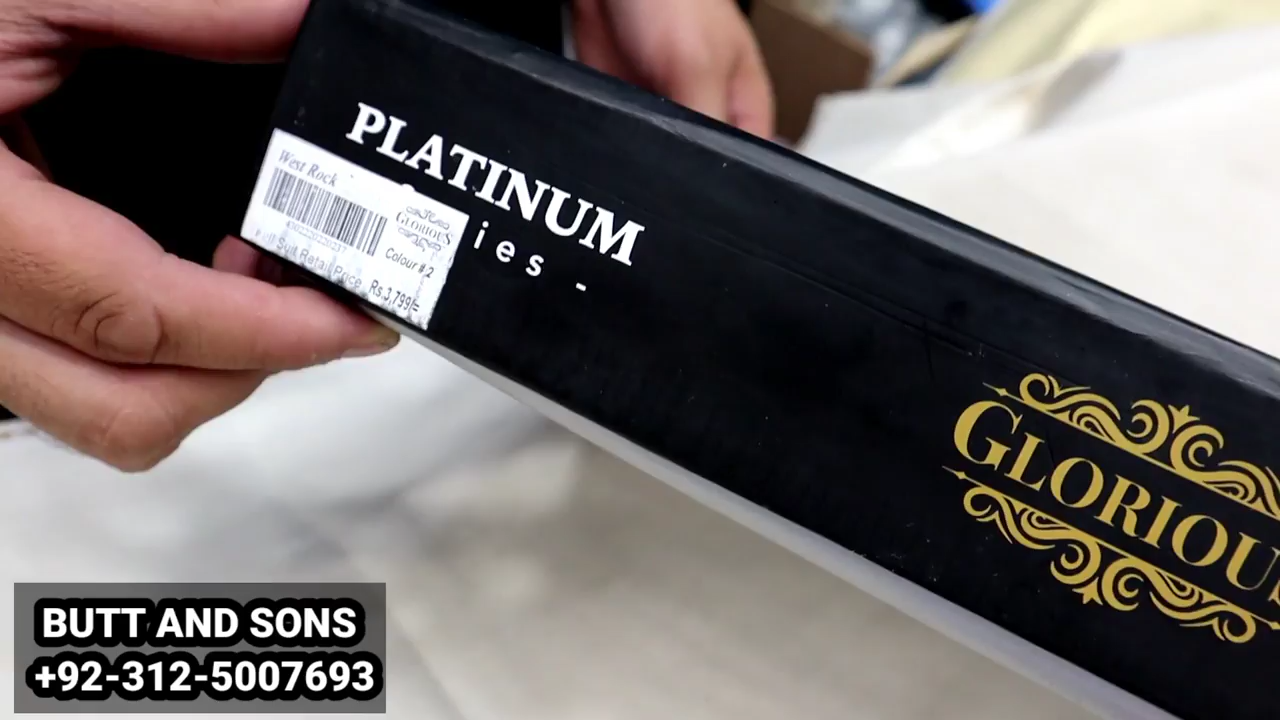 PLATINUM
ies -
West Rock
GLORIOUS
Colour # 2
Suit Retail Price Rs.3,799/=
GLORIOUS
BUTT AND SONS
+92-312-5007693